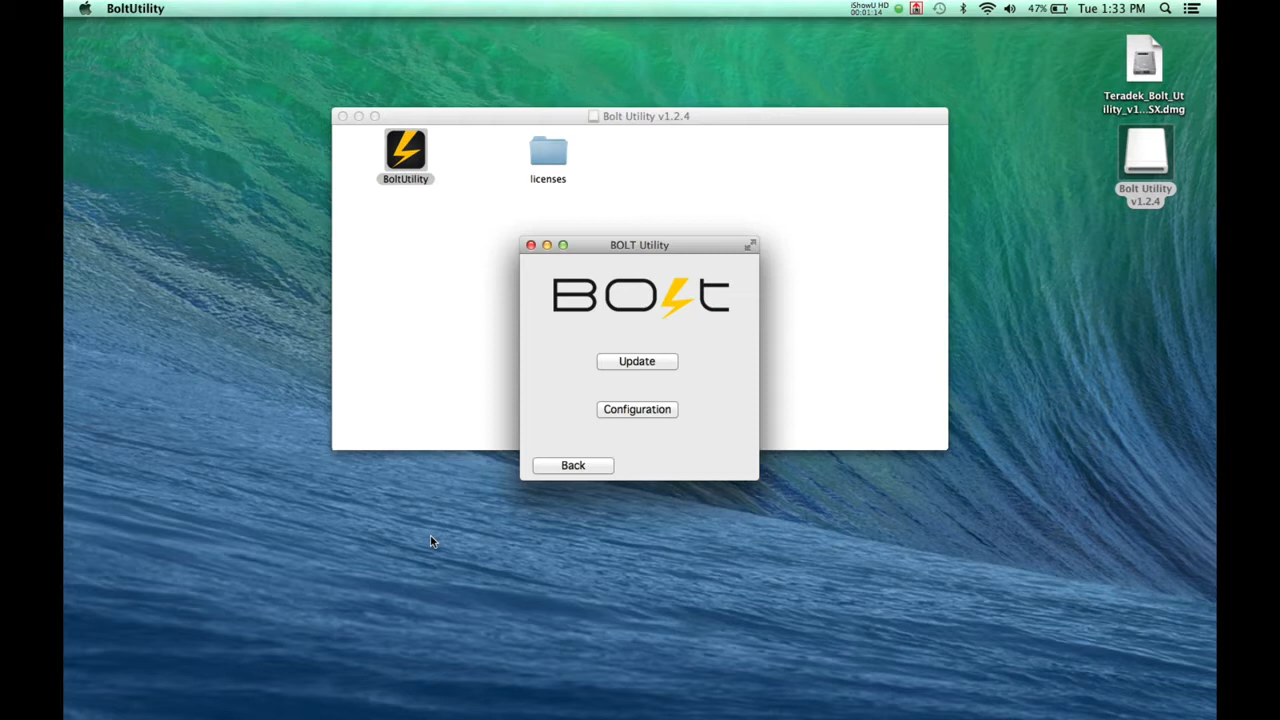 BoltUtility
iShowU HD
00:01:14
47%
Tue 1:33 PM
Teradek_Bolt_Ut
ility_v1...SX.dmg
Bolt Utility v1.2.4
BoltUtility
licenses
Bolt Utility
v1.2.4
BOLT Utility
BOLt
Update
Configuration
Back